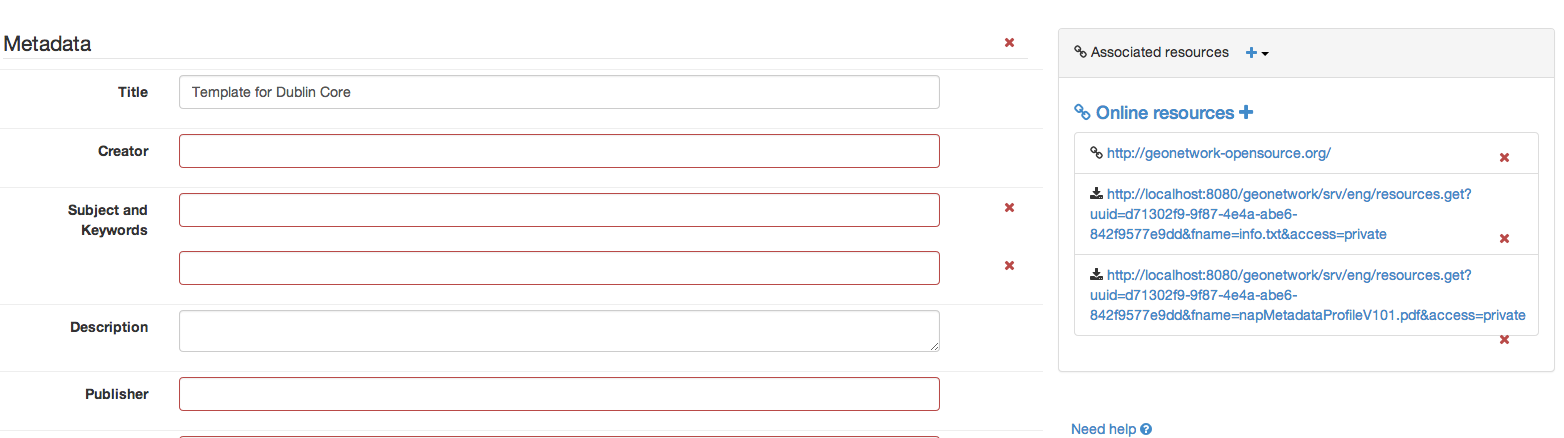 Metadata
Title
Template for Dublin Core
Creator
Subject and
Keywords
Description
Publisher
Associated resources
Online resources
http://geonetwork-opensource.org/
http://localhost:8080/geonetwork/srv/eng/resources.get?
uuid=d71302f9-9f87-4e4a-abe6-
842f9577e9dd&fname=info.txt&access=private
http://localhost:8080/geonetwork/srv/eng/resources.get?
uuid=d71302f9-9f87-4e4a-abe6-
842f9577e9dd&fname=napMetadataProfileV101.pdf&access=private
Need help